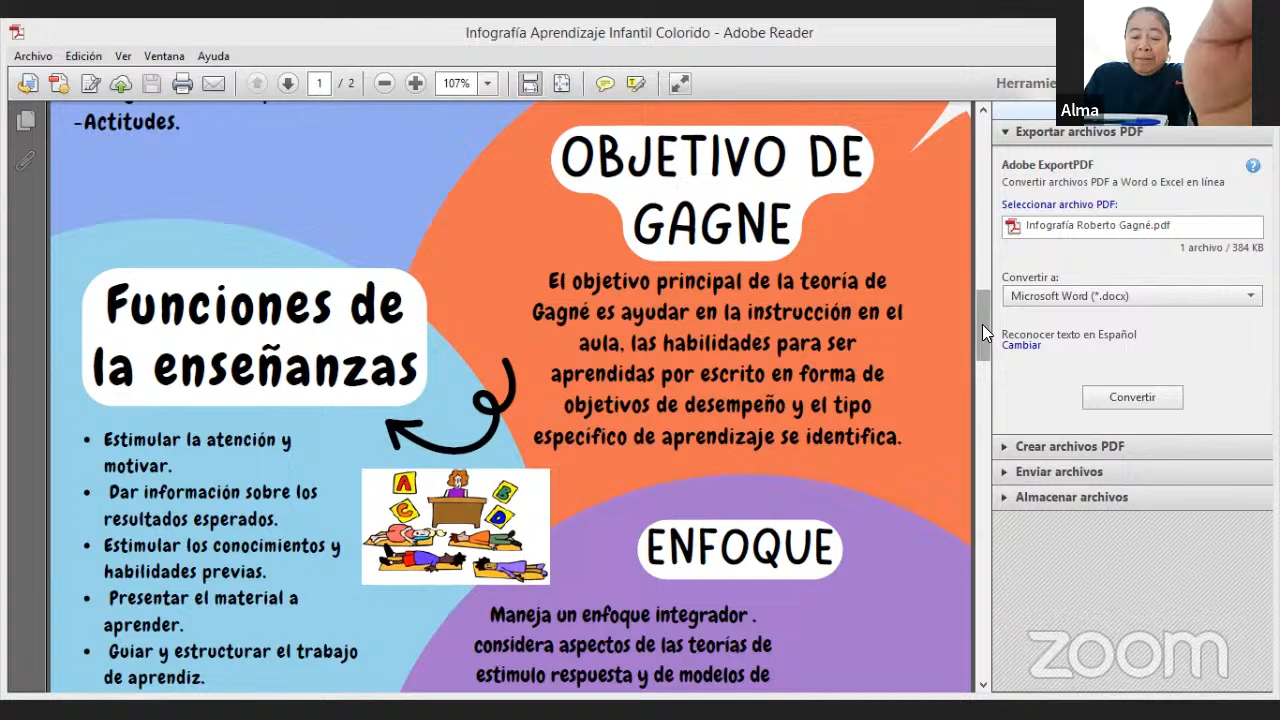 Infografía Aprendizaje Infantil Colorido - Adobe Reader
Archivo Edición Ver Ventana Ayuda
1 / 2 107%
Alma
-Actitudes.
OBJETIVO DE
GAGNE
El objetivo principal de la teoría de
Gagné es ayudar en la instrucción en el
aula, las habilidades para ser
aprendidas por escrito en forma de
objetivos de desempeño y el tipo
específico de aprendizaje se identifica.
Funciones de
la enseñanzas
• Estimular la atención y
motivar.
• Dar información sobre los
resultados esperados.
• Estimular los conocimientos y
habilidades previas.
• Presentar el material a
aprender.
• Guiar y estructurar el trabajo
de aprendiz.
A
B
C
D
ENFOQUE
Maneja un enfoque integrador .
considera aspectos de las teorías de
estimulo respuesta y de modelos de
Exportar archivos PDF
Adobe ExportPDF
Convertir archivos PDF a Word o Excel en línea
Seleccionar archivo PDF:
Infografía Roberto Gagné.pdf
1 archivo / 384 KB
Convertir a:
Microsoft Word (*.docx)
Reconocer texto en Español
Cambiar
Convertir
Crear archivos PDF
Enviar archivos
Almacenar archivos
zoom